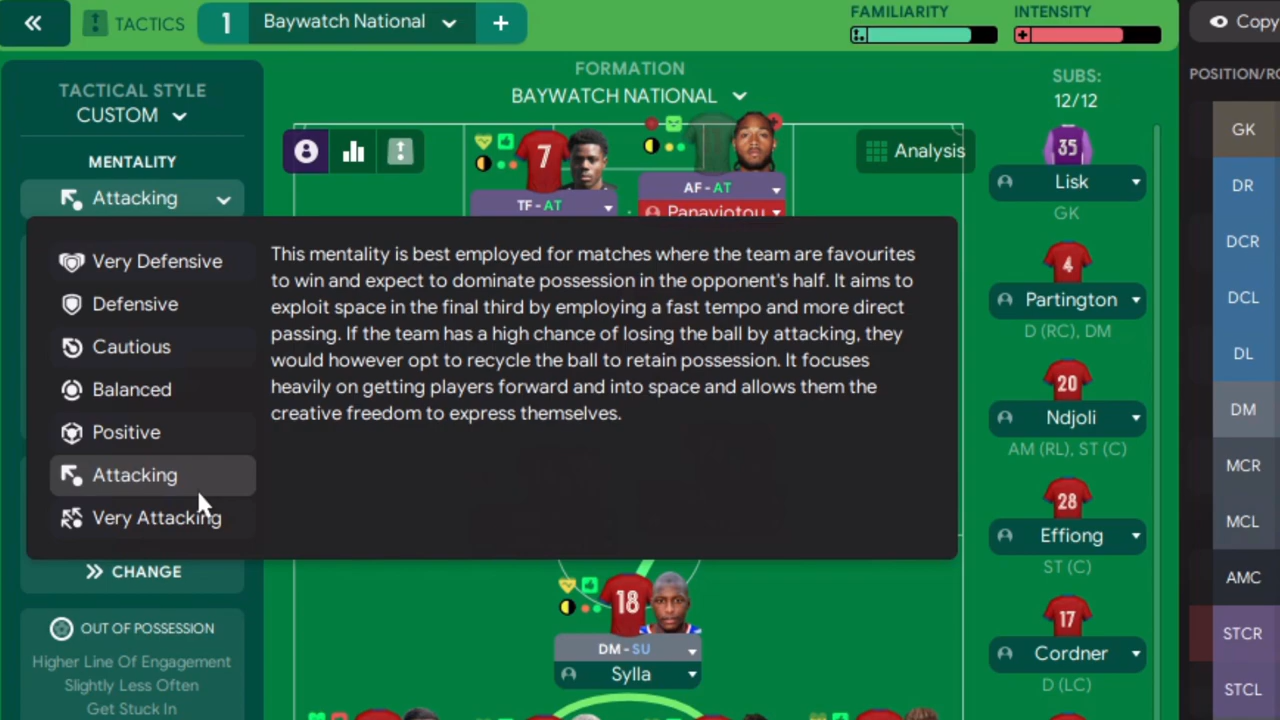 TACTICS
1
Baywatch National
+
FAMILIARITY
INTENSITY
Copy
TACTICAL STYLE
CUSTOM
MENTALITY
Attacking
FORMATION
BAYWATCH NATIONAL
SUBS:
12/12
POSITION/RO
Analysis
7
AF - AT
TF - AT
Panayiotou
Very Defensive
Defensive
Cautious
Balanced
Positive
Attacking
Very Attacking
This mentality is best employed for matches where the team are favourites
to win and expect to dominate possession in the opponent's half. It aims to
exploit space in the final third by employing a fast tempo and more direct
passing. If the team has a high chance of losing the ball by attacking, they
would however opt to recycle the ball to retain possession. It focuses
heavily on getting players forward and into space and allows them the
creative freedom to express themselves.
CHANGE
OUT OF POSSESSION
Higher Line Of Engagement
Slightly Less Often
Get Stuck In
18
DM - SU
Sylla
35
Lisk
GK
4
Partington
D (RC), DM
20
Ndjoli
AM (RL), ST (C)
28
Effiong
ST (C)
17
Cordner
D (LC)
GK
DR
DCR
DCL
DL
DM
MCR
MCL
AMC
STCR
STCL